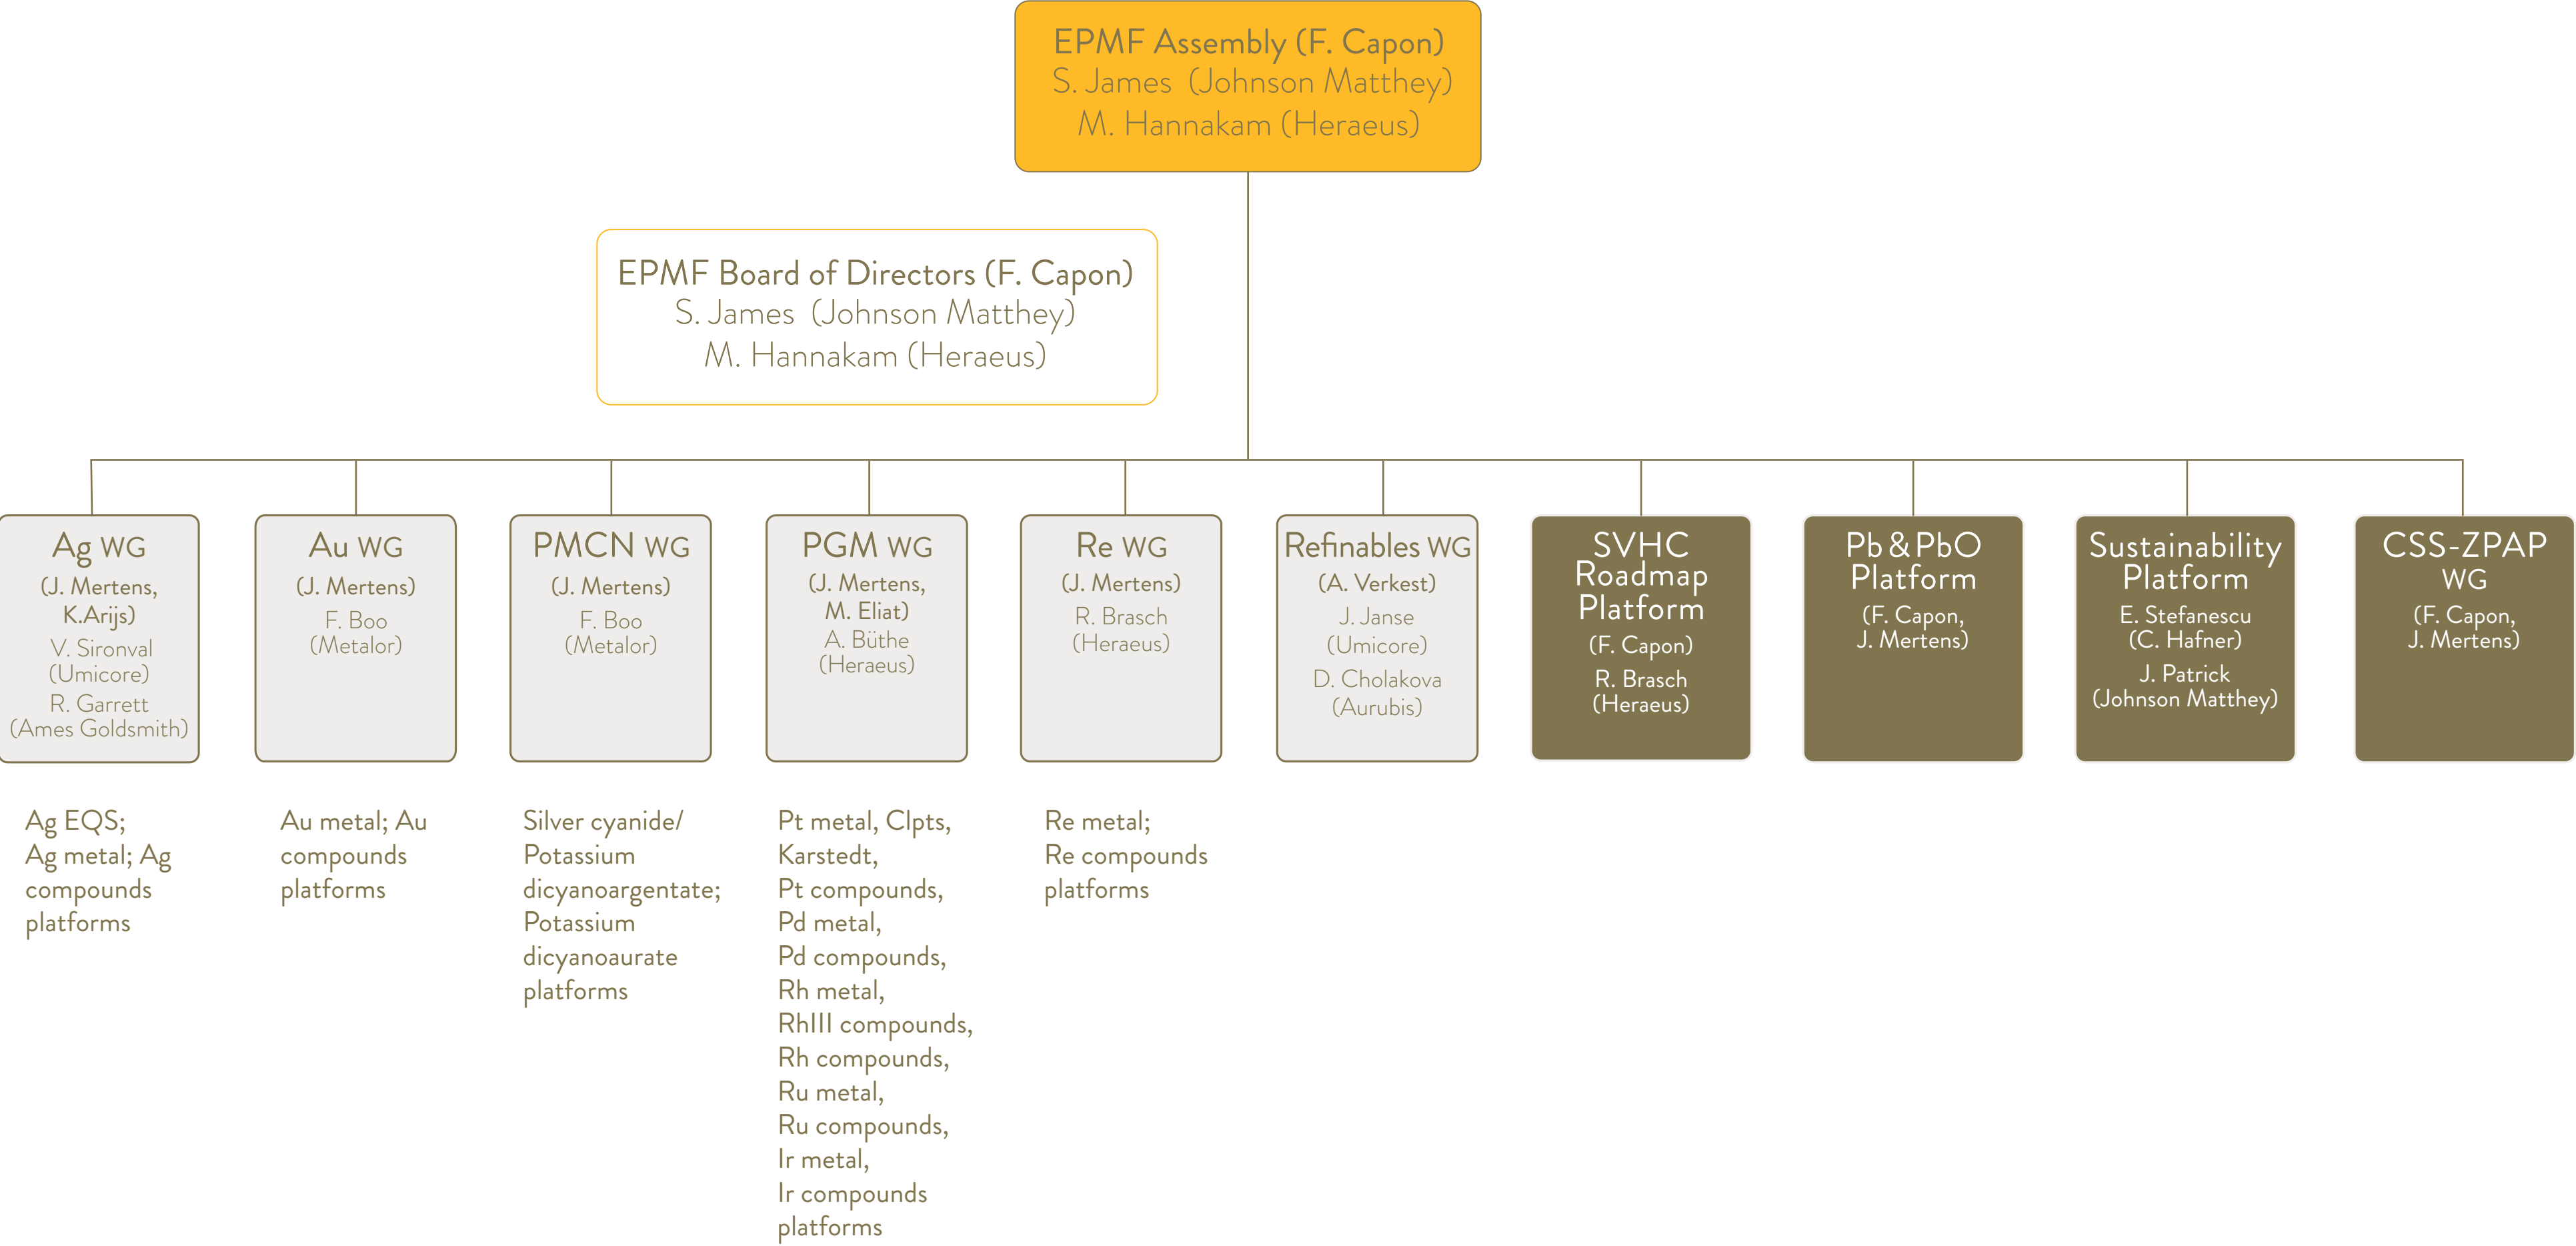 EPMF Assembly (F. Capon)
S. James (Johnson Matthey)
M. Hannakam (Heraeus)
EPMF Board of Directors (F. Capon)
S. James (Johnson Matthey)
M. Hannakam (Heraeus)
Ag WG
(J. Mertens,
K.Arijs)
V. Sironval
(Umicore)
R. Garrett
(Ames Goldsmith)
Au WG
(J. Mertens)
F. Boo
(Metalor)
PMCN WG
(J. Mertens)
F. Boo
(Metalor)
PGM WG
(J. Mertens,
M. Eliat)
A. Büthe
(Heraeus)
Re WG
(J. Mertens)
R. Brasch
(Heraeus)
Refinables WG
(A. Verkest)
J. Janse
(Umicore)
D. Cholakova
(Aurubis)
SVHC
Roadmap
Platform
(F. Capon)
R. Brasch
(Heraeus)
Pb & PbO
Platform
(F. Capon,
J. Mertens)
Sustainability
Platform
E. Stefanescu
(C. Hafner)
J. Patrick
(Johnson Matthey)
CSS-ZPAP
WG
(F. Capon,
J. Mertens)
Ag EQS;
Ag metal; Ag
compounds
platforms
Au metal; Au
compounds
platforms
Silver cyanide/
Potassium
dicyanoargentate;
Potassium
dicyanoaurate
platforms
Pt metal, Clpts,
Karstedt,
Pt compounds,
Pd metal,
Pd compounds,
Rh metal,
RhIII compounds,
Rh compounds,
Ru metal,
Ru compounds,
Ir metal,
Ir compounds
platforms
Re metal;
Re compounds
platforms